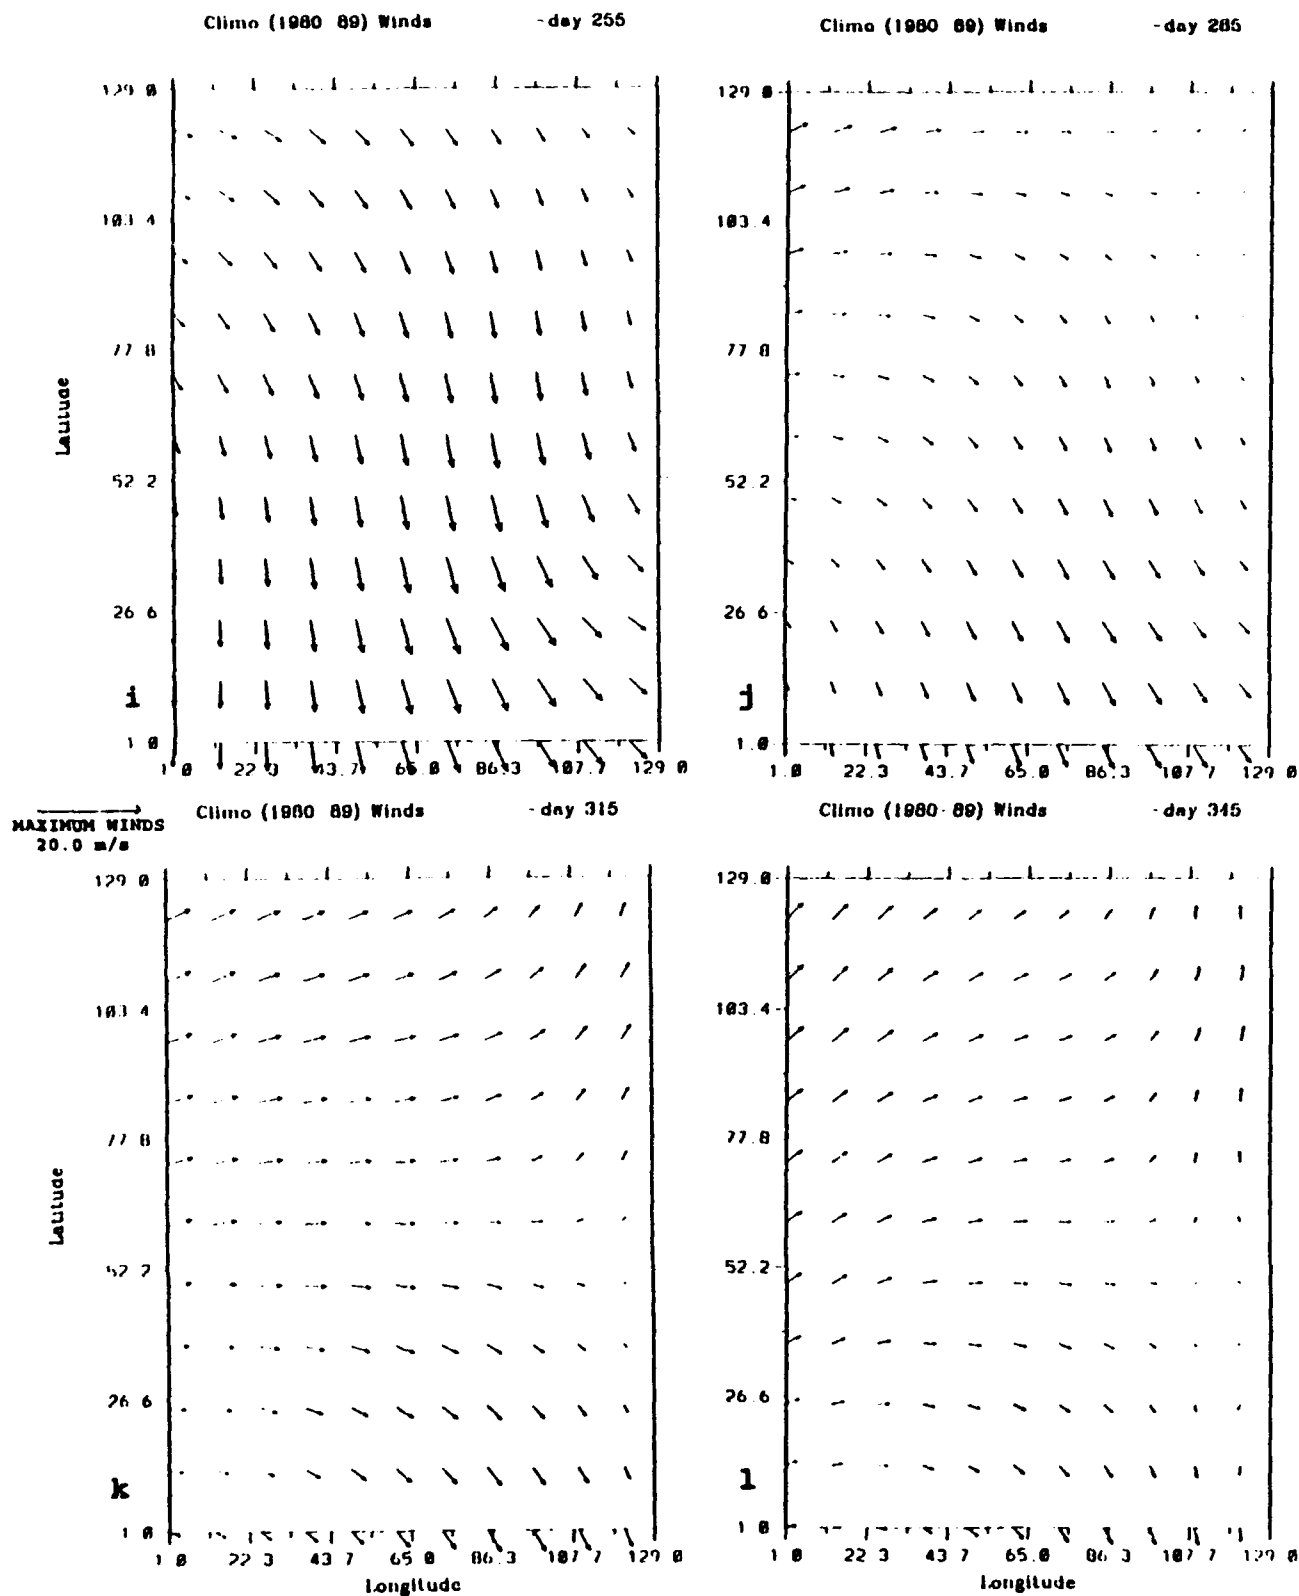 Climo (1980 89) Winds -day 255
129 0
103 4
77 8
Latitude
52 2
26 6
i
1 0
1 0 22 3 43.7 65.0 86.3 107.7 129 0
Climo (1980 89) Winds -day 285
129 0
103.4
77 8
52 2
26 6
j
1.0
1.0 22.3 43.7 65.0 86.3 107.7 129 0
MAXIMUM WINDS
20.0 m/s
Climo (1980 89) Winds -day 315
129 0
103 4
77 8
Latitude
52 2
26 6
k
1 0
1 0 22 3 43 7 65 0 86.3 107.7 129 0
Longitude
Climo (1980-89) Winds -day 345
129.0
103.4
77.8
52.2
26.6
l
1 0
1 0 22 3 43 7 65.0 86 3 107.7 129 0
Longitude